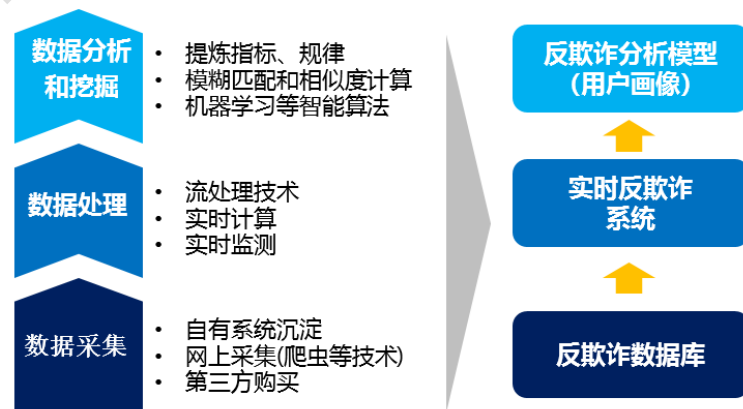 数据分析
和挖掘
• 提炼指标、规律
• 模糊匹配和相似度计算
• 机器学习等智能算法
反欺诈分析模型
（用户画像）
数据处理
• 流处理技术
• 实时计算
• 实时监测
实时反欺诈
系统
数据采集
• 自有系统沉淀
• 网上采集(爬虫等技术)
• 第三方购买
反欺诈数据库